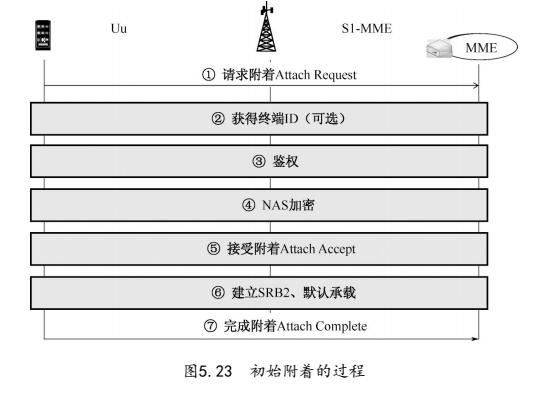 Uu
S1-MME
MME
① 请求附着Attach Request
② 获得终端ID（可选）
③ 鉴权
④ NAS加密
⑤ 接受附着Attach Accept
⑥ 建立SRB2、默认承载
⑦ 完成附着Attach Complete
图5.23 初始附着的过程